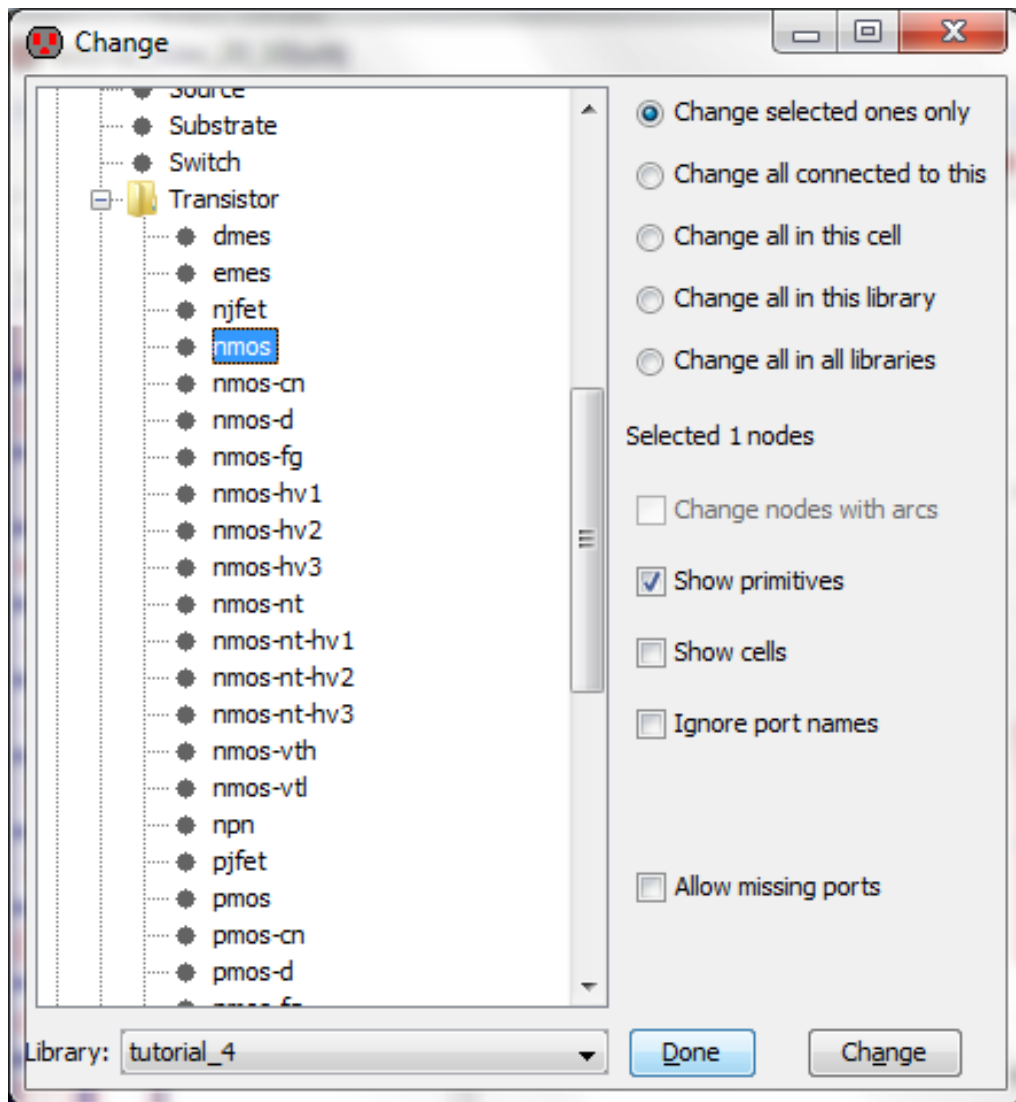 Change
Source
Substrate
Switch
Transistor
dmes
emes
njfet
nmos
nmos-cn
nmos-d
nmos-fg
nmos-hv1
nmos-hv2
nmos-hv3
nmos-nt
nmos-nt-hv1
nmos-nt-hv2
nmos-nt-hv3
nmos-vth
nmos-vtl
npn
pjfet
pmos
pmos-cn
pmos-d
Change selected ones only
Change all connected to this
Change all in this cell
Change all in this library
Change all in all libraries
Selected 1 nodes
Change nodes with arcs
Show primitives
Show cells
Ignore port names
Allow missing ports
Library: tutorial_4
Done
Change